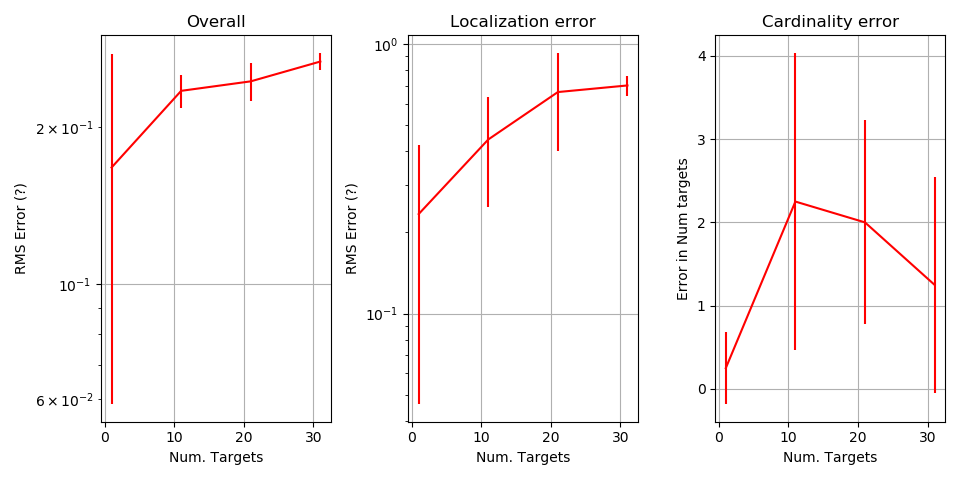 Overall
RMS Error (?)
2 × 10⁻¹
10⁻¹
6 × 10⁻²
0 10 20 30
Num. Targets
Localization error
RMS Error (?)
10⁰
10⁻¹
0 10 20 30
Num. Targets
Cardinality error
Error in Num targets
4
3
2
1
0
0 10 20 30
Num. Targets